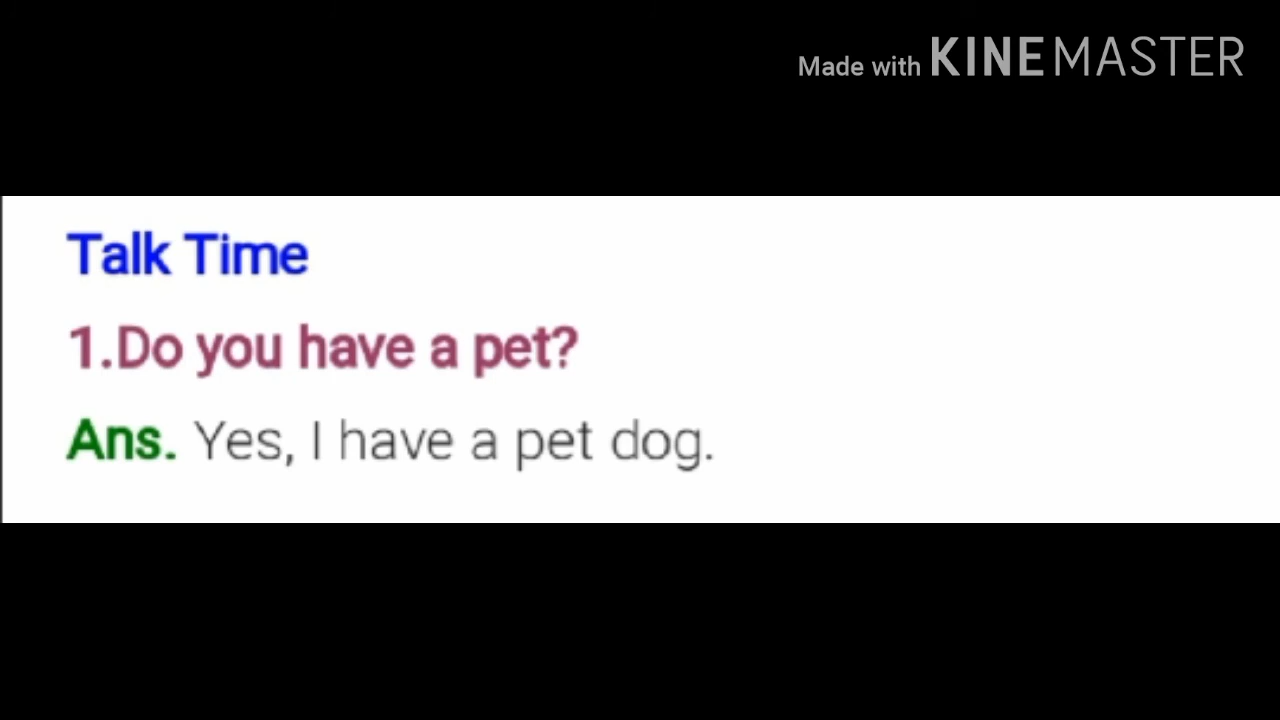 Made with KINEMASTER
Talk Time
1.Do you have a pet?
Ans. Yes, I have a pet dog.